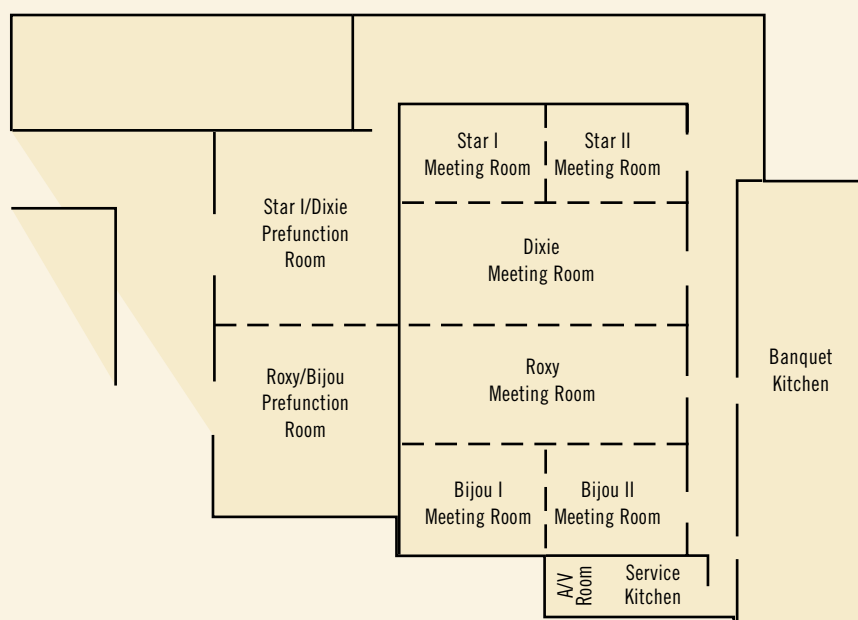 Star I
Meeting Room
Star II
Meeting Room
Star I/Dixie
Prefunction
Room
Dixie
Meeting Room
Roxy/Bijou
Prefunction
Room
Roxy
Meeting Room
Banquet
Kitchen
Bijou I
Meeting Room
Bijou II
Meeting Room
A/V
Room
Service
Kitchen